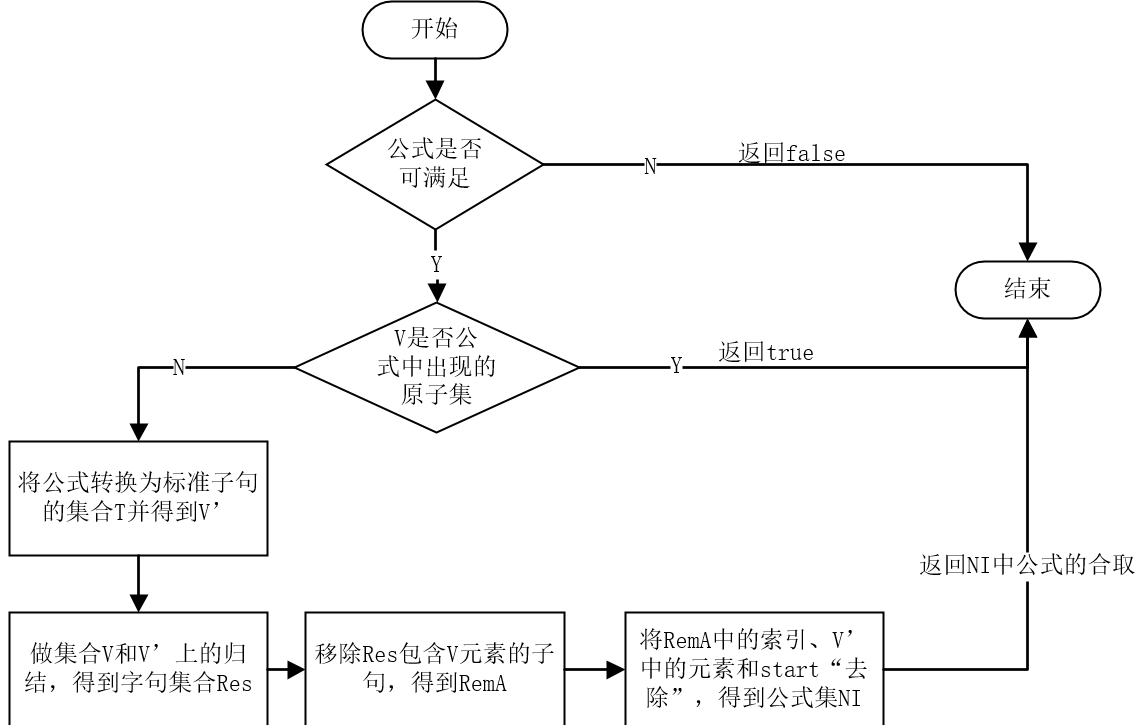 开始
公式是否
可满足
N
返回false
Y
结束
V是否公
式中出现的
原子集
N
Y
返回true
将公式转换为标准子句
的集合T并得到V’
返回NI中公式的合取
做集合V和V’上的归
结，得到字句集合Res
移除Res包含V元素的子
句，得到RemA
将RemA中的索引、V’
中的元素和start“去
除”，得到公式集NI